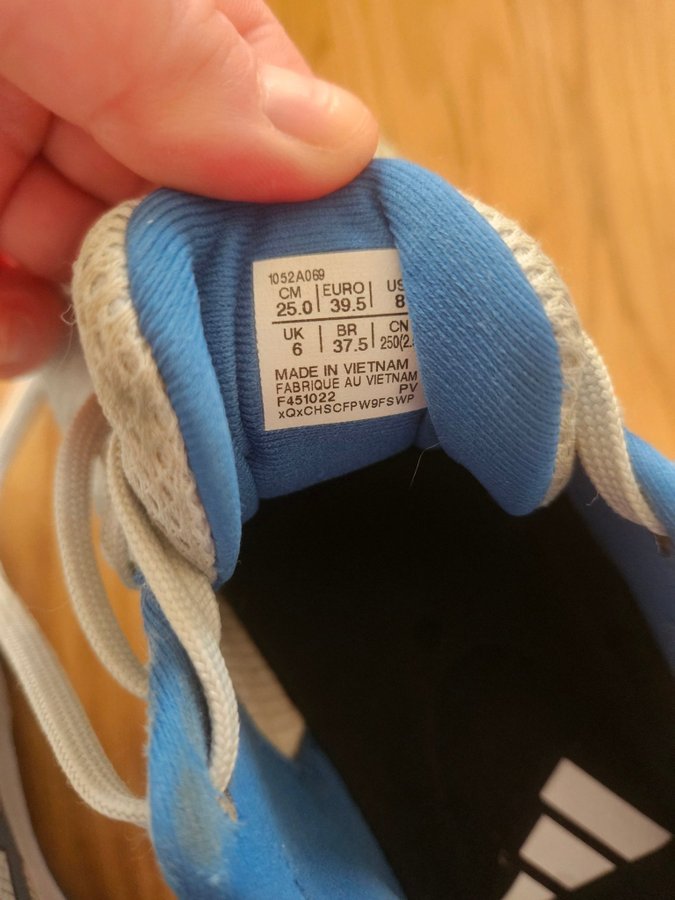 1052A069
CM EURO US
25.0 39.5 8
UK BR CN
6 37.5 250(2.
MADE IN VIETNAM
FABRIQUE AU VIETNAM
F451022 PV
xQxCHSCFPW9FSWP